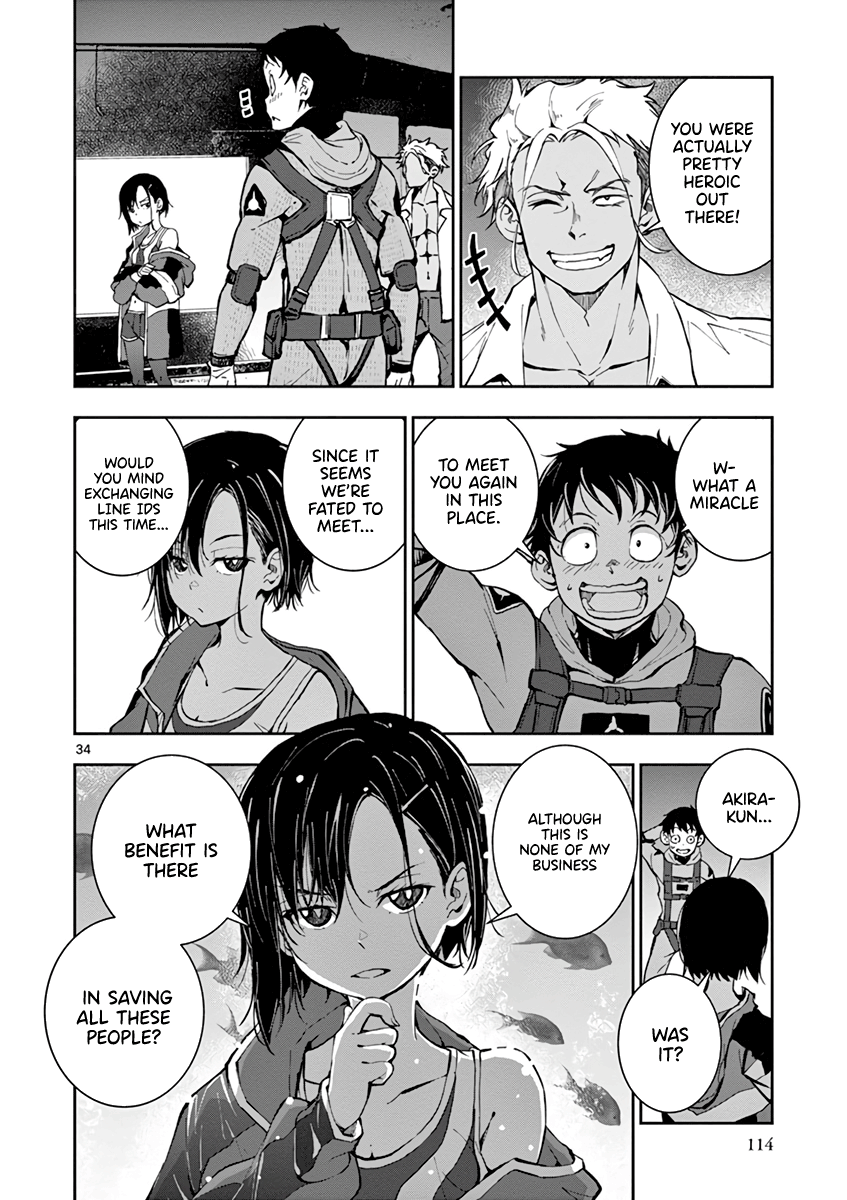 YOU WERE
ACTUALLY
PRETTY
HEROIC
OUT
THERE!
W-
WHAT A
MIRACLE
TO MEET
YOU AGAIN
IN THIS
PLACE.
SINCE IT
SEEMS
WE'RE
FATED TO
MEET...
WOULD
YOU MIND
EXCHANGING
LINE IDS
THIS TIME...
34
AKIRA-
KUN...
WAS
IT?
ALTHOUGH
THIS IS
NONE OF MY
BUSINESS
WHAT
BENEFIT IS
THERE
IN SAVING
ALL THESE
PEOPLE?
114